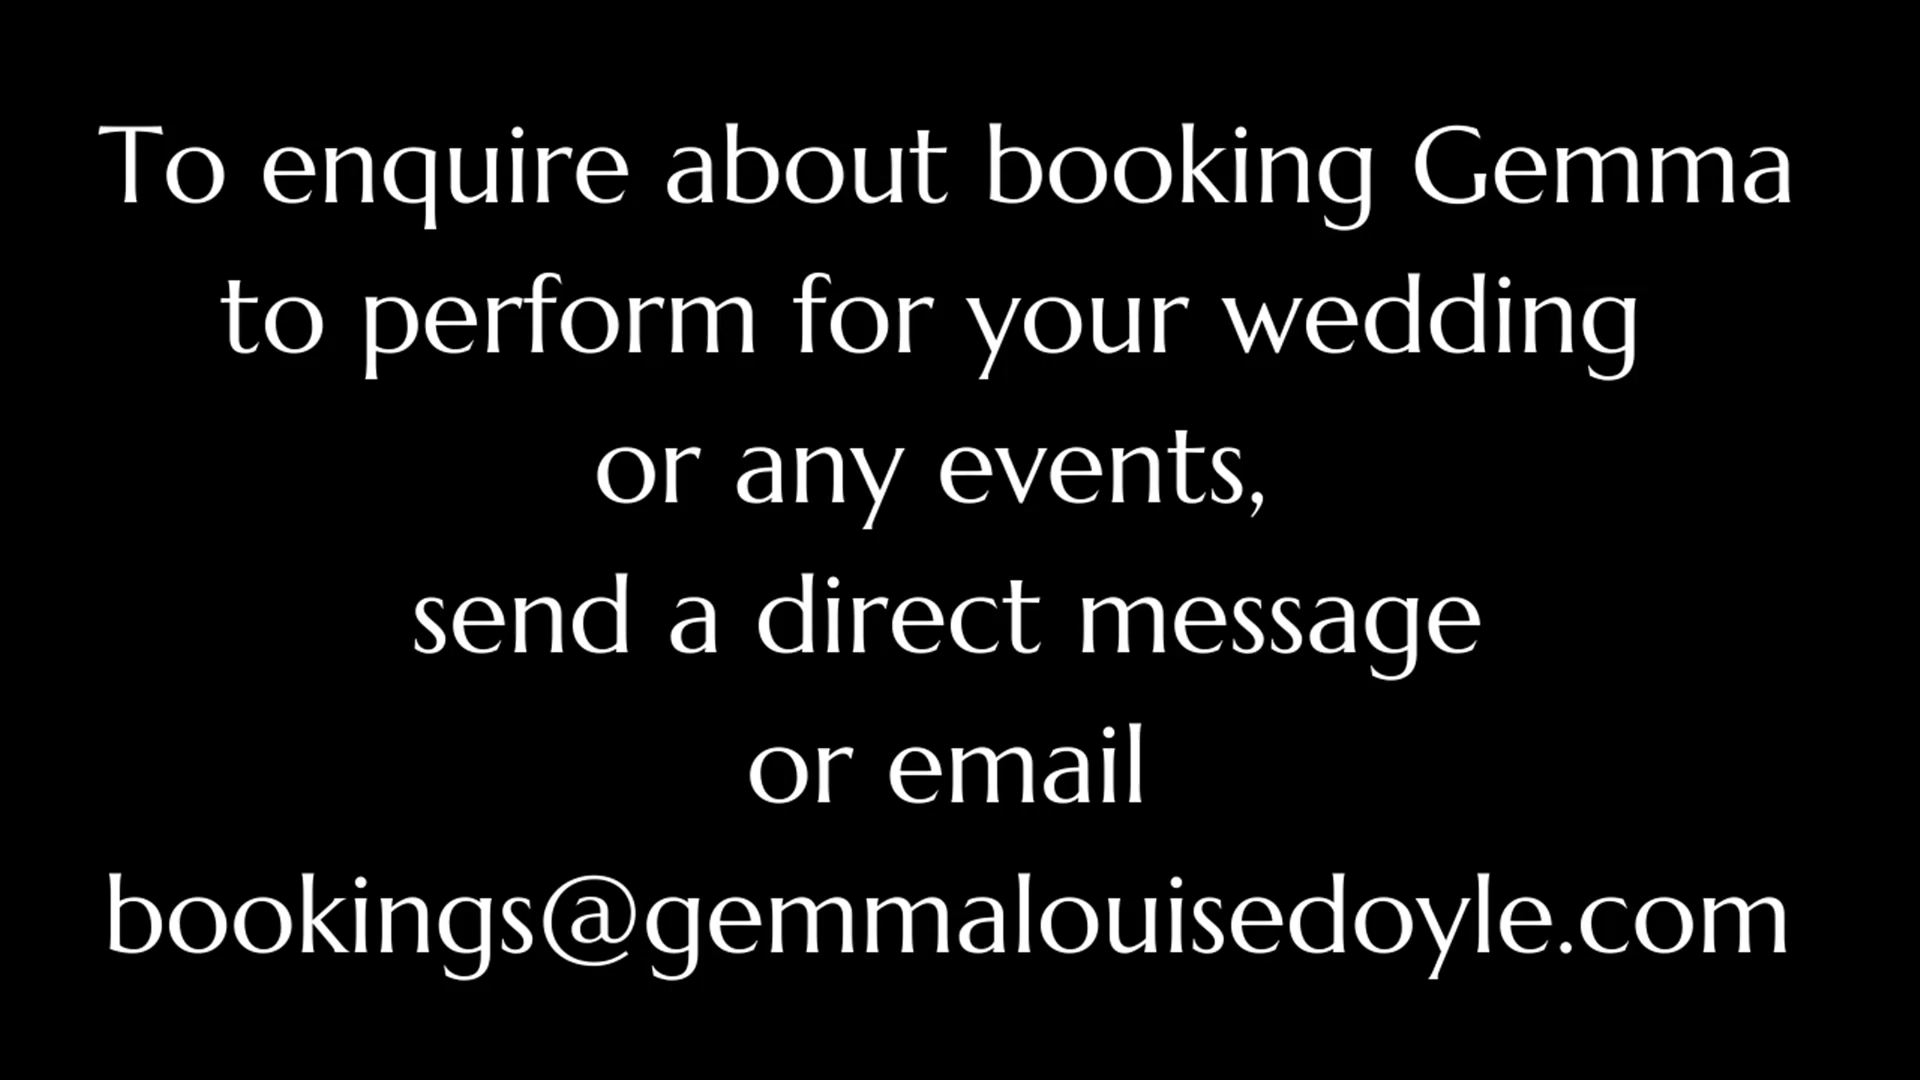 To enquire about booking Gemma
to perform for your wedding
or any events,
send a direct message
or email
bookings@gemmalouisedoyle.com